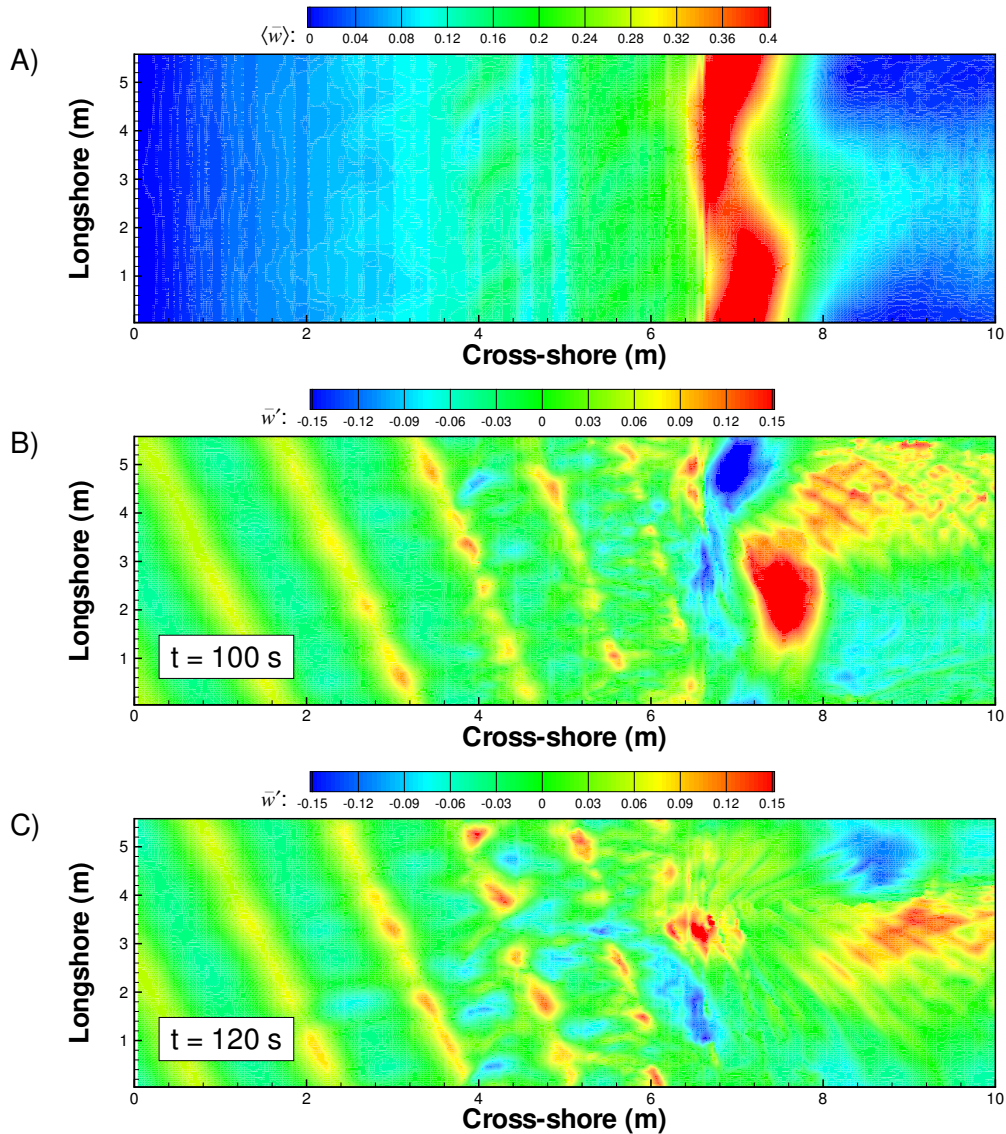 ⟨w̄⟩: 0 0.04 0.08 0.12 0.16 0.2 0.24 0.28 0.32 0.36 0.4
A)
Longshore (m)
5
4
3
2
1
0 2 4 6 8 10
Cross-shore (m)
w̄′: -0.15 -0.12 -0.09 -0.06 -0.03 0 0.03 0.06 0.09 0.12 0.15
B)
Longshore (m)
5
4
3
2
1
t = 100 s
0 2 4 6 8 10
Cross-shore (m)
w̄′: -0.15 -0.12 -0.09 -0.06 -0.03 0 0.03 0.06 0.09 0.12 0.15
C)
Longshore (m)
5
4
3
2
1
t = 120 s
0 2 4 6 8 10
Cross-shore (m)